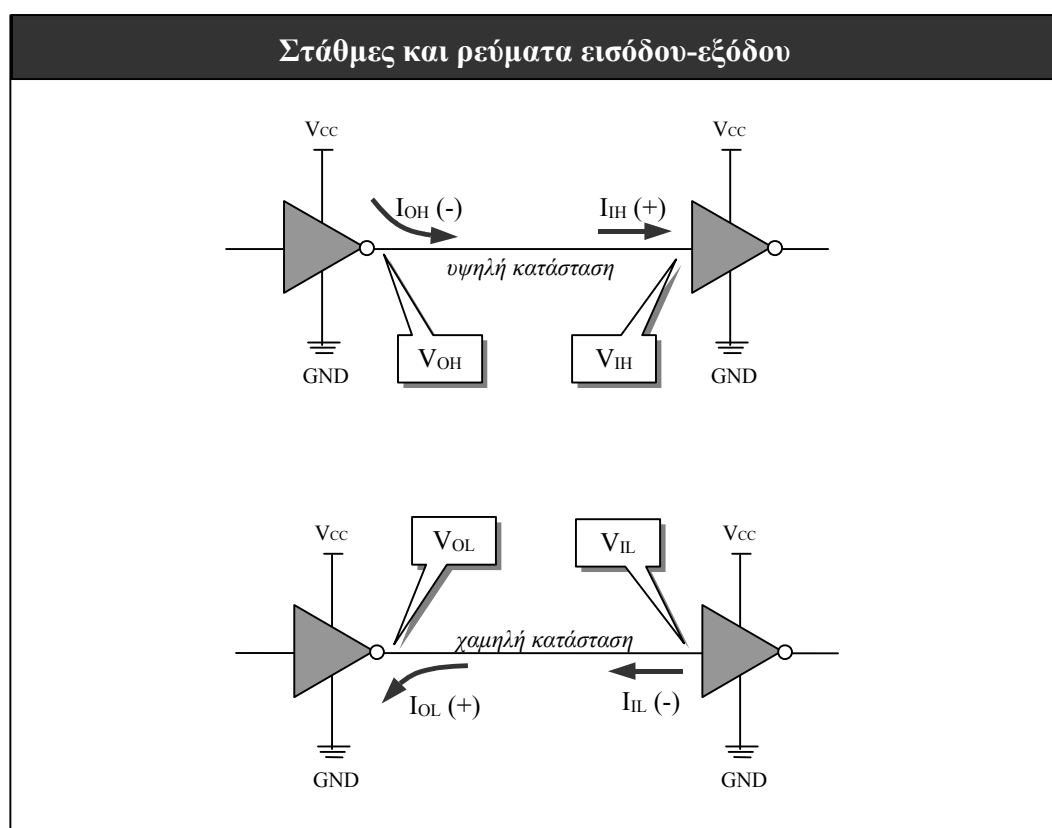 Στάθμες και ρεύματα εισόδου-εξόδου
VCC VCC
IOH (-) IIH (+)
υψηλή κατάσταση
VOH VIH
GND GND
VCC VOL VIL VCC
χαμηλή κατάσταση
IOL (+) IIL (-)
GND GND